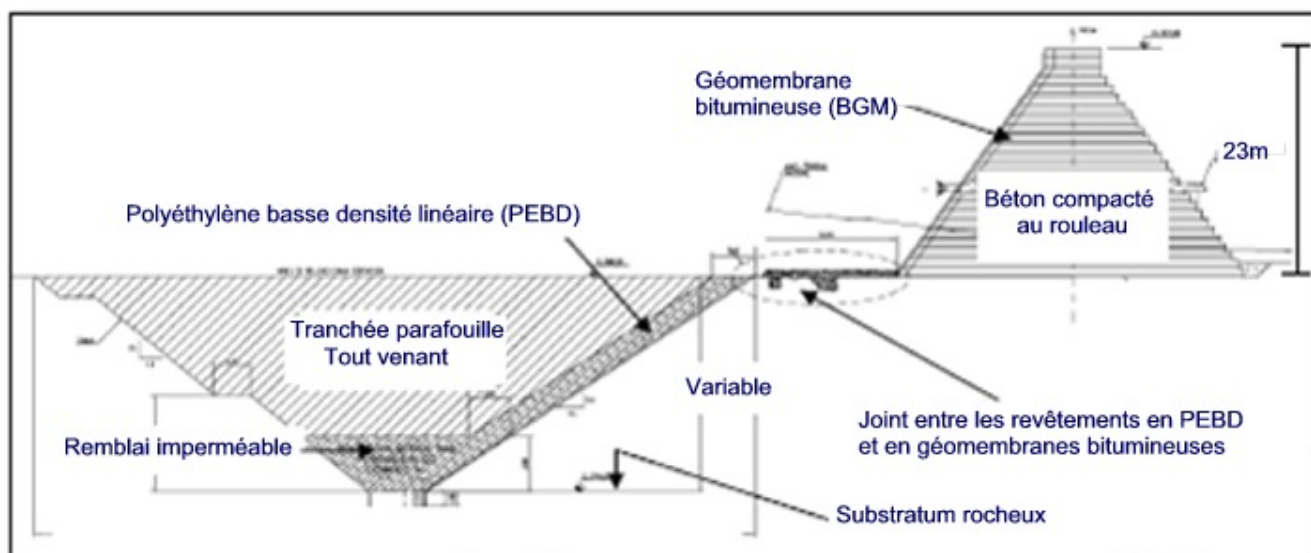 Géomembrane
bitumineuse (BGM)
23m
Béton compacté
au rouleau
Polyéthylène basse densité linéaire (PEBD)
Tranchée parafouille
Tout venant
Variable
Remblai imperméable
Joint entre les revêtements en PEBD
et en géomembranes bitumineuses
Substratum rocheux